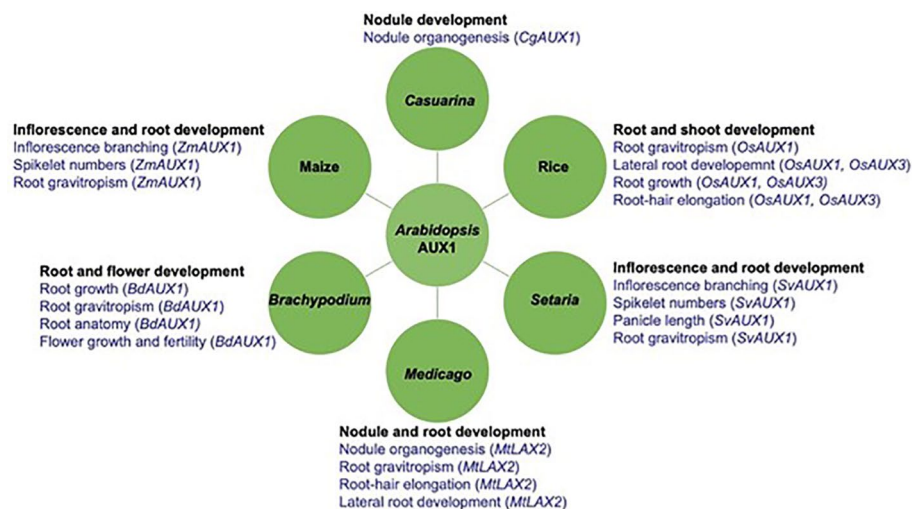 Nodule development
Nodule organogenesis (CgAUX1)
Casuarina
Inflorescence and root development
Inflorescence branching (ZmAUX1)
Spikelet numbers (ZmAUX1)
Root gravitropism (ZmAUX1)
Maize
Rice
Root and shoot development
Root gravitropism (OsAUX1)
Lateral root developemnt (OsAUX1, OsAUX3)
Root growth (OsAUX1, OsAUX3)
Root-hair elongation (OsAUX1, OsAUX3)
Arabidopsis
AUX1
Root and flower development
Root growth (BdAUX1)
Root gravitropism (BdAUX1)
Root anatomy (BdAUX1)
Flower growth and fertility (BdAUX1)
Brachypodium
Setaria
Inflorescence and root development
Inflorescence branching (SvAUX1)
Spikelet numbers (SvAUX1)
Panicle length (SvAUX1)
Root gravitropism (SvAUX1)
Medicago
Nodule and root development
Nodule organogenesis (MtLAX2)
Root gravitropism (MtLAX2)
Root-hair elongation (MtLAX2)
Lateral root development (MtLAX2)